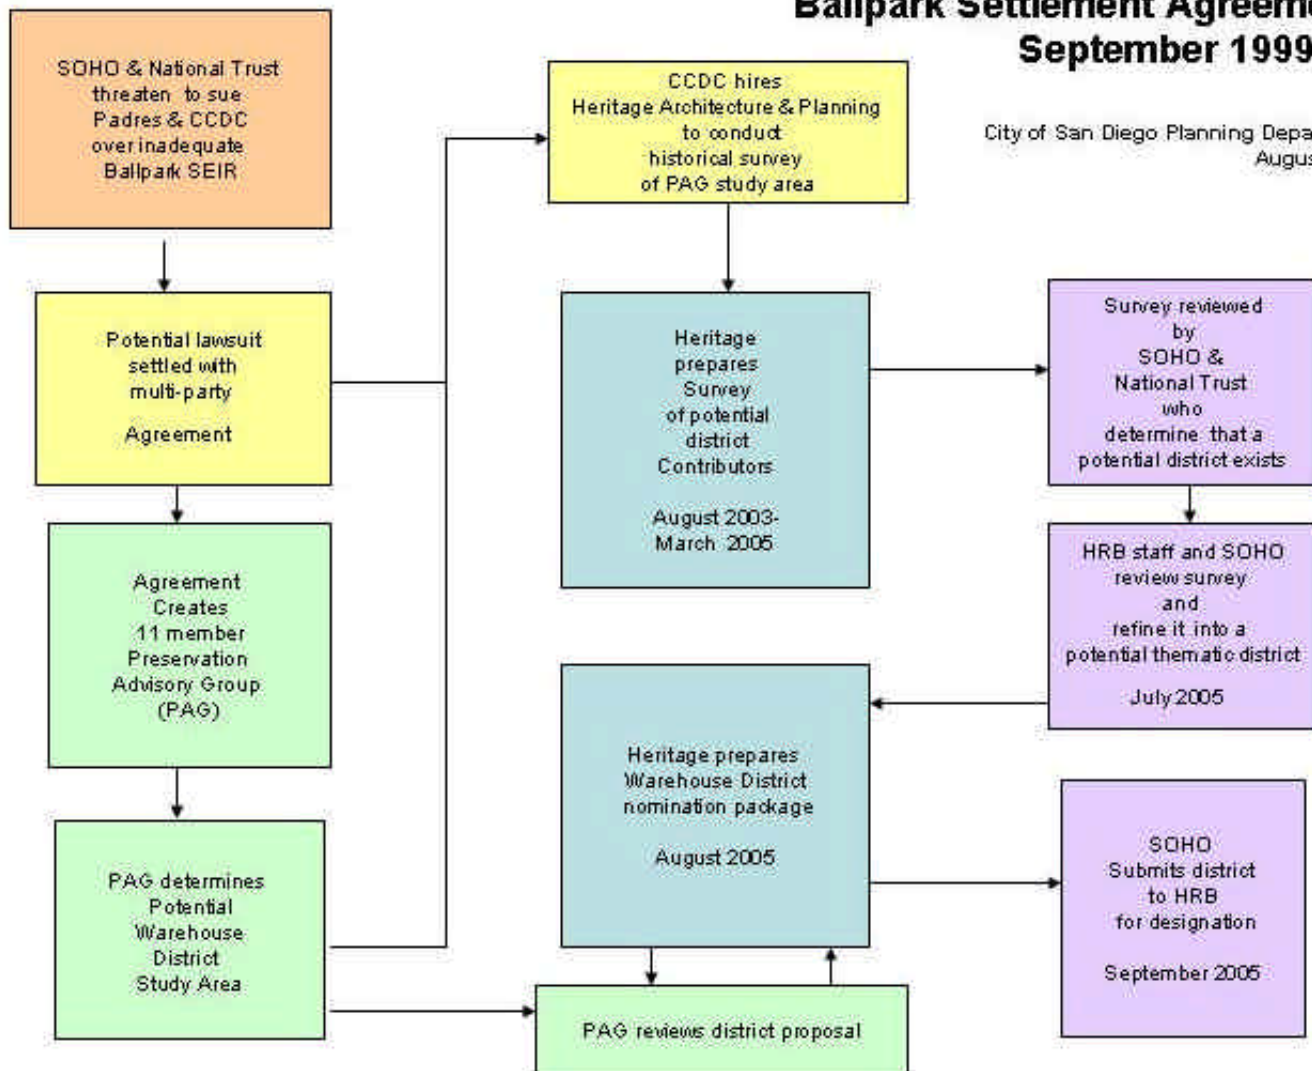 Ballpark Settlement Agreeme
September 1999
City of San Diego Planning Depa
Augus
SOHO & National Trust
threaten to sue
Padres & CCDC
over inadequate
Ballpark SEIR
Potential lawsuit
settled with
multi-party
Agreement
Agreement
Creates
11 member
Preservation
Advisory Group
(PAG)
PAG determines
Potential
Warehouse
District
Study Area
CCDC hires
Heritage Architecture & Planning
to conduct
historical survey
of PAG study area
Heritage
prepares
Survey
of potential
district
Contributors
August 2003-
March 2005
Survey reviewed
by
SOHO &
National Trust
who
determine that a
potential district exists
HRB staff and SOHO
review survey
and
refine it into a
potential thematic district
July 2005
Heritage prepares
Warehouse District
nomination package
August 2005
PAG reviews district proposal
SOHO
Submits district
to HRB
for designation
September 2005